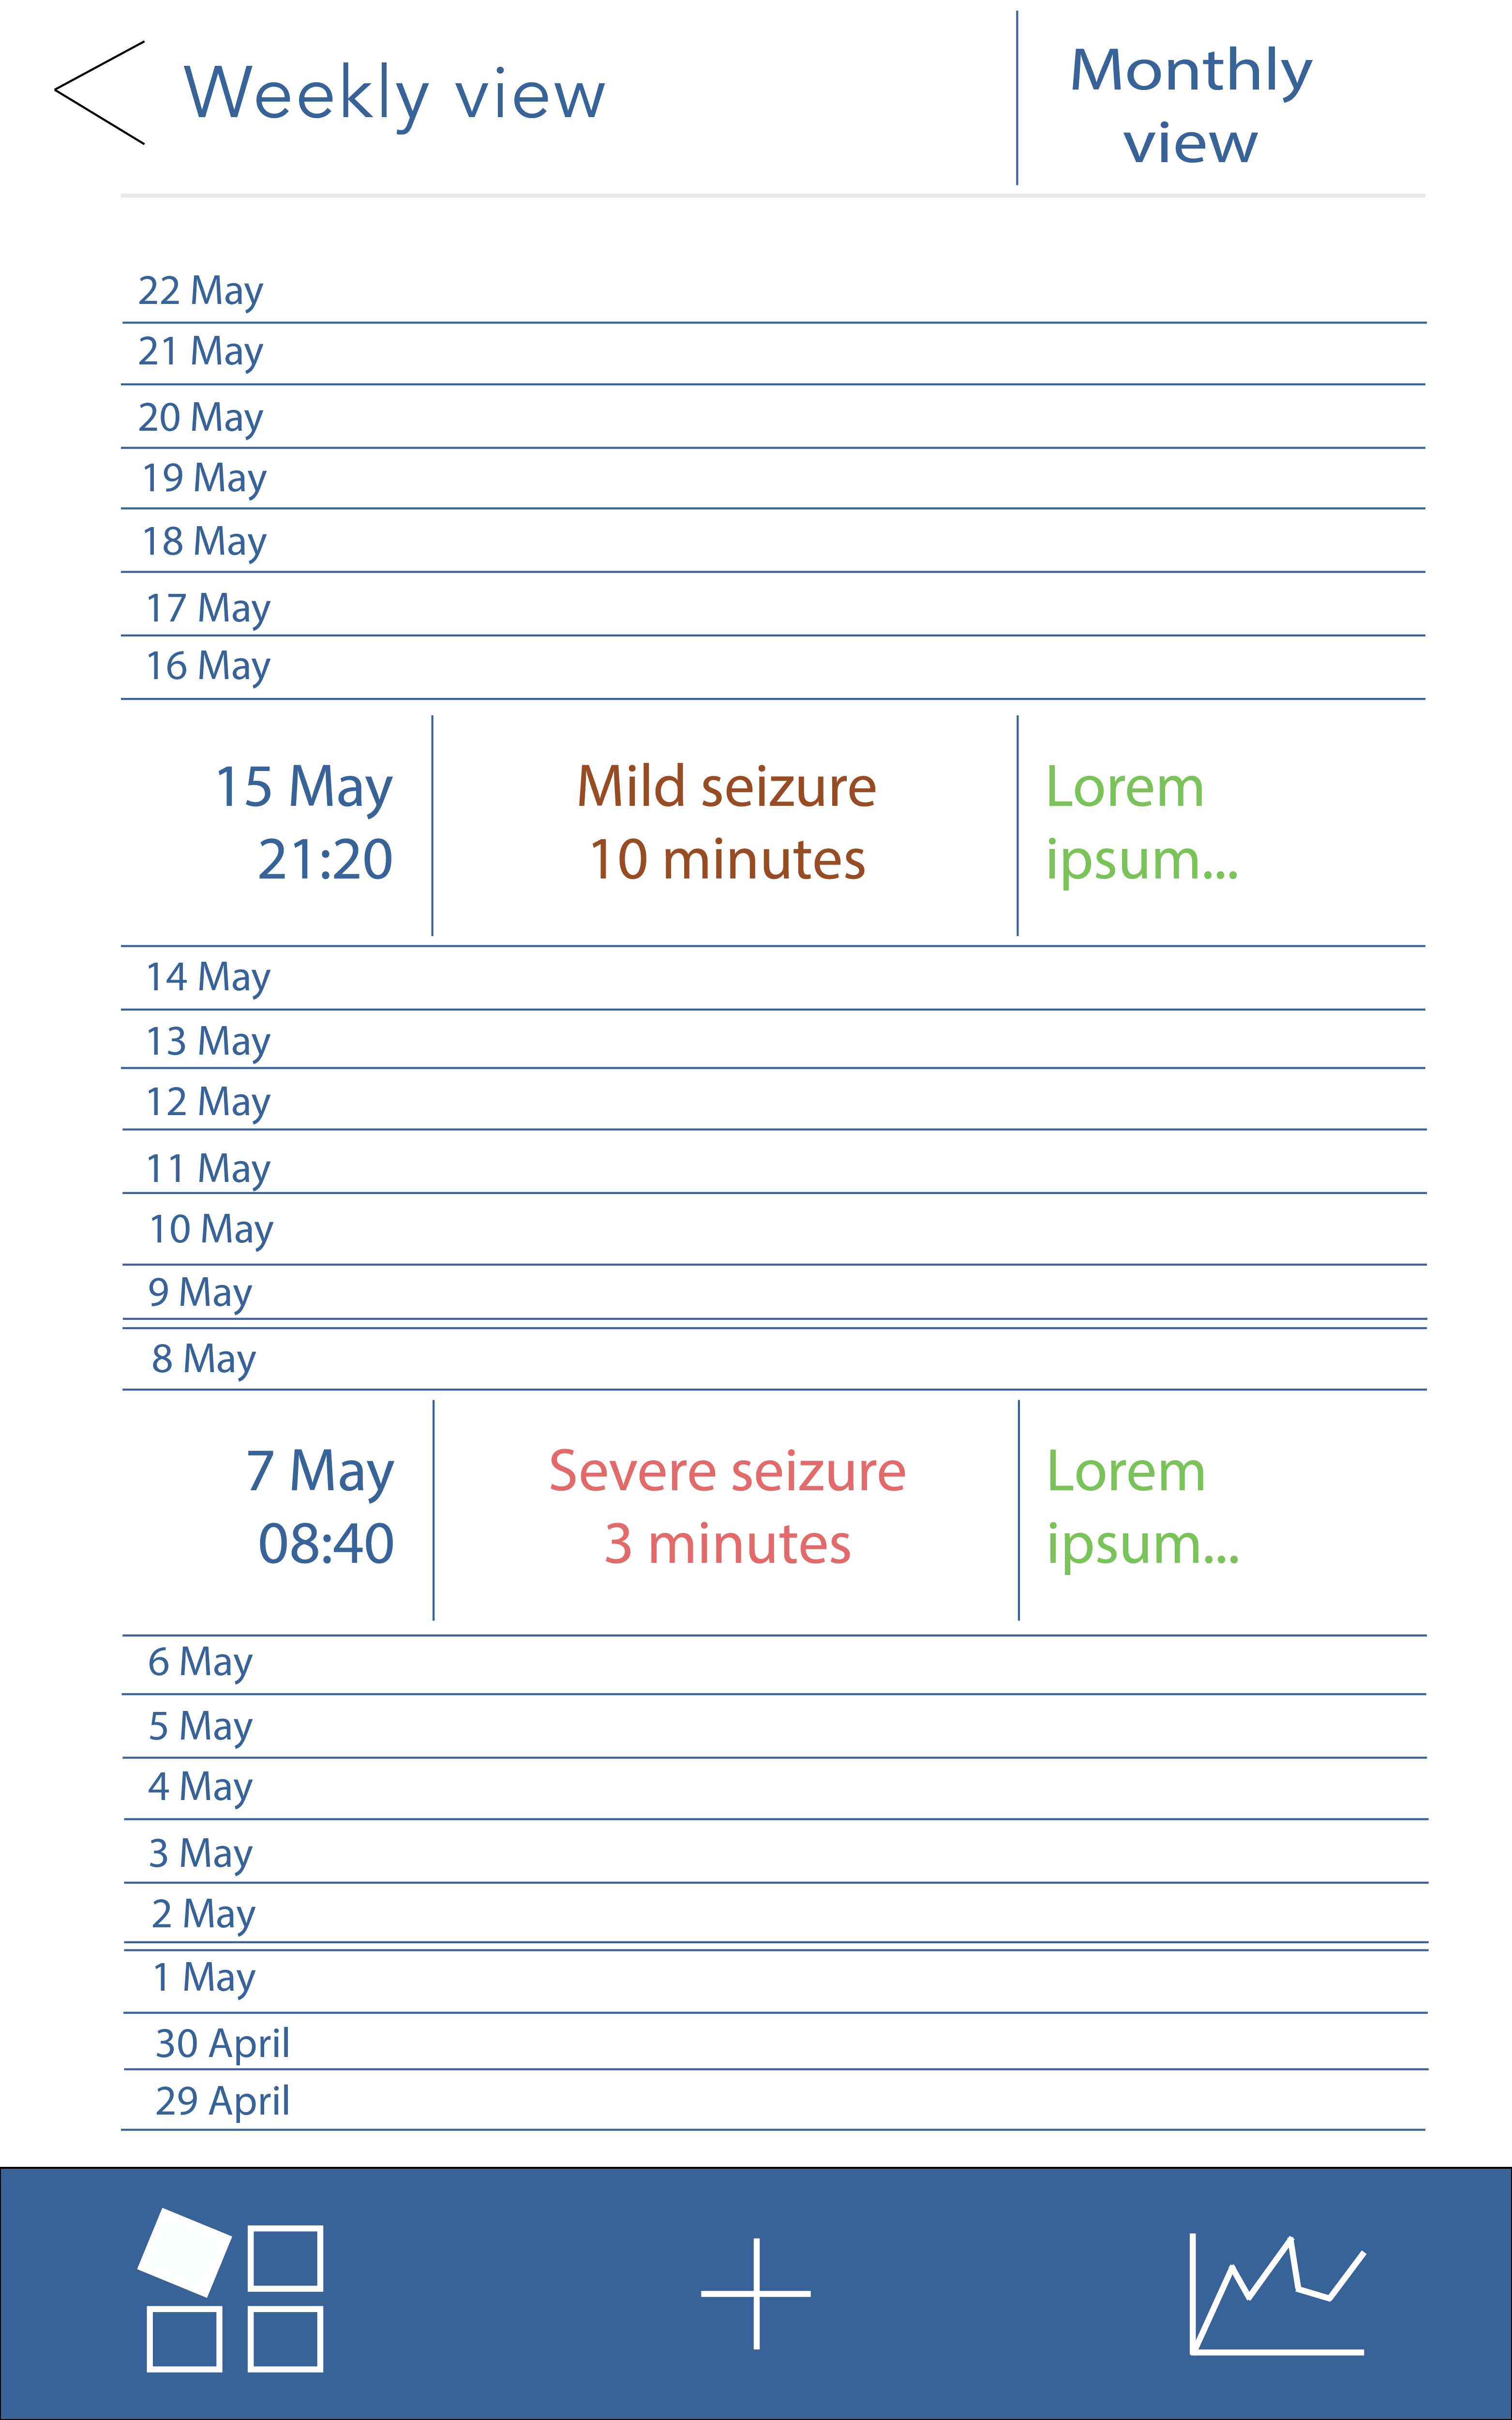 Weekly view
Monthly
view
22 May
21 May
20 May
19 May
18 May
17 May
16 May
15 May
21:20
Mild seizure
10 minutes
Lorem
ipsum...
14 May
13 May
12 May
11 May
10 May
9 May
8 May
7 May
08:40
Severe seizure
3 minutes
Lorem
ipsum...
6 May
5 May
4 May
3 May
2 May
1 May
30 April
29 April